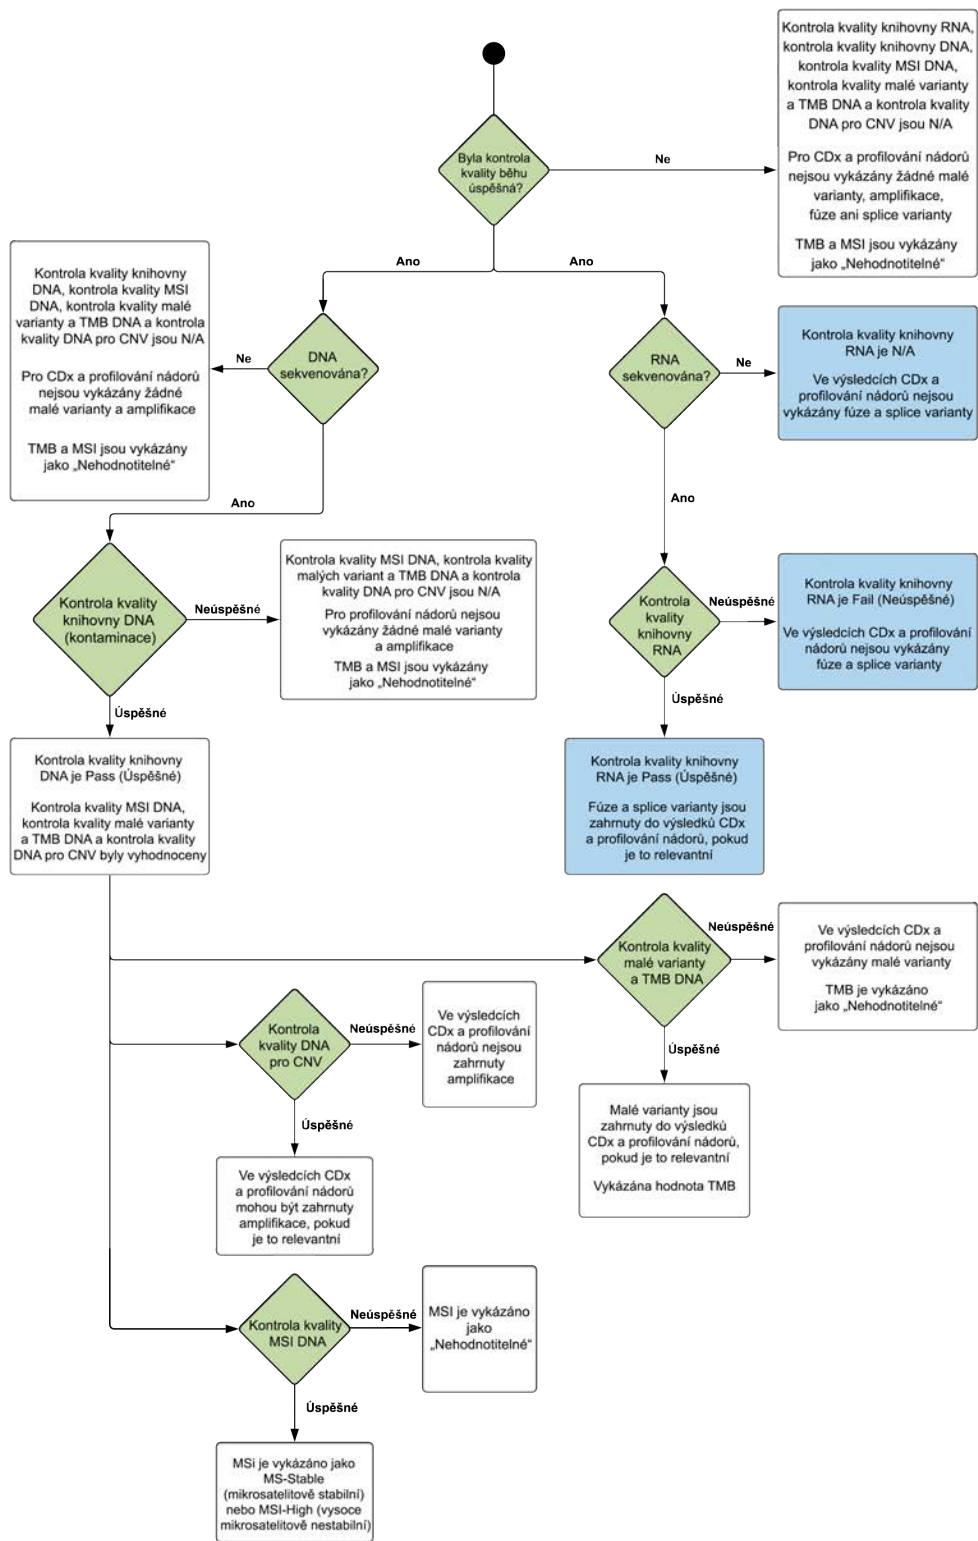 Kontrola kvality knihovny RNA,
kontrola kvality knihovny DNA,
kontrola kvality MSI DNA,
kontrola kvality malé varianty
a TMB DNA a kontrola kvality
DNA pro CNV jsou N/A
Pro CDx a profilování nádorů
nejsou vykázány žádné malé
varianty, amplifikace,
fúze ani splice varianty
TMB a MSI jsou vykázány
jako „Nehodnotitelné“
Byla kontrola
kvality běhu
úspěšná?
Ne
Ano
Ano
Kontrola kvality knihovny
DNA, kontrola kvality MSI
DNA, kontrola kvality malé
varianty a TMB DNA a kontrola
kvality DNA pro CNV jsou N/A
Pro CDx a profilování nádorů
nejsou vykázány žádné
malé varianty a amplifikace
TMB a MSI jsou vykázány
jako „Nehodnotitelné“
Ne
DNA
sekvenována?
RNA
sekvenována?
Ne
Kontrola kvality knihovny
RNA je N/A
Ve výsledcích CDx a
profilování nádorů nejsou
vykázány fúze a splice varianty
Ano
Ano
Kontrola kvality
knihovny DNA
(kontaminace)
Neúspěšné
Kontrola kvality MSI DNA, kontrola kvality
malých variant a TMB DNA a kontrola
kvality DNA pro CNV jsou N/A
Pro profilování nádorů nejsou
vykázány žádné malé varianty
a amplifikace
TMB a MSI jsou vykázány
jako „Nehodnotitelné“
Kontrola
kvality
knihovny
RNA
Neúspěšné
Kontrola kvality knihovny
RNA je Fail (Neúspěšné)
Ve výsledcích CDx a profilování
nádorů nejsou vykázány
fúze a splice varianty
Úspěšné
Úspěšné
Kontrola kvality knihovny
DNA je Pass (Úspěšné)
Kontrola kvality MSI DNA,
kontrola kvality malé varianty
a TMB DNA a kontrola kvality
DNA pro CNV byly vyhodnoceny
Kontrola kvality knihovny
RNA je Pass (Úspěšné)
Fúze a splice varianty jsou
zahrnuty do výsledků CDx
a profilování nádorů, pokud
je to relevantní
Kontrola kvality
malé varianty
a TMB DNA
Neúspěšné
Ve výsledcích CDx a
profilování nádorů nejsou
vykázány malé varianty
TMB je vykázáno
jako „Nehodnotitelné“
Kontrola
kvality DNA
pro CNV
Neúspěšné
Ve výsledcích
CDx a profilování
nádorů nejsou
zahrnuty
amplifikace
Úspěšné
Malé varianty jsou
zahrnuty do výsledků
CDx a profilování nádorů,
pokud je to relevantní
Vykázána hodnota TMB
Úspěšné
Ve výsledcích CDx
a profilování nádorů
mohou být zahrnuty
amplifikace, pokud
je to relevantní
Kontrola kvality
MSI DNA
Neúspěšné
MSI je vykázáno
jako
„Nehodnotitelné“
Úspěšné
MSi je vykázáno jako
MS-Stable
(mikrosatelitově stabilní)
nebo MSI-High (vysoce
mikrosatelitově nestabilní)